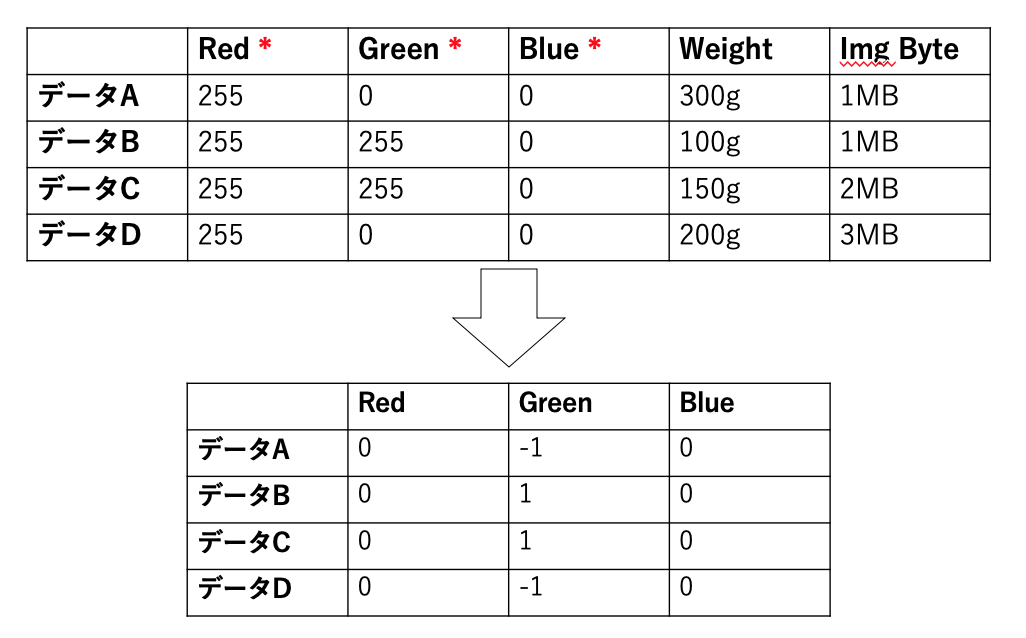 Red * Green * Blue * Weight Img Byte
データA 255 0 0 300g 1MB
データB 255 255 0 100g 1MB
データC 255 255 0 150g 2MB
データD 255 0 0 200g 3MB
Red Green Blue
データA 0 -1 0
データB 0 1 0
データC 0 1 0
データD 0 -1 0